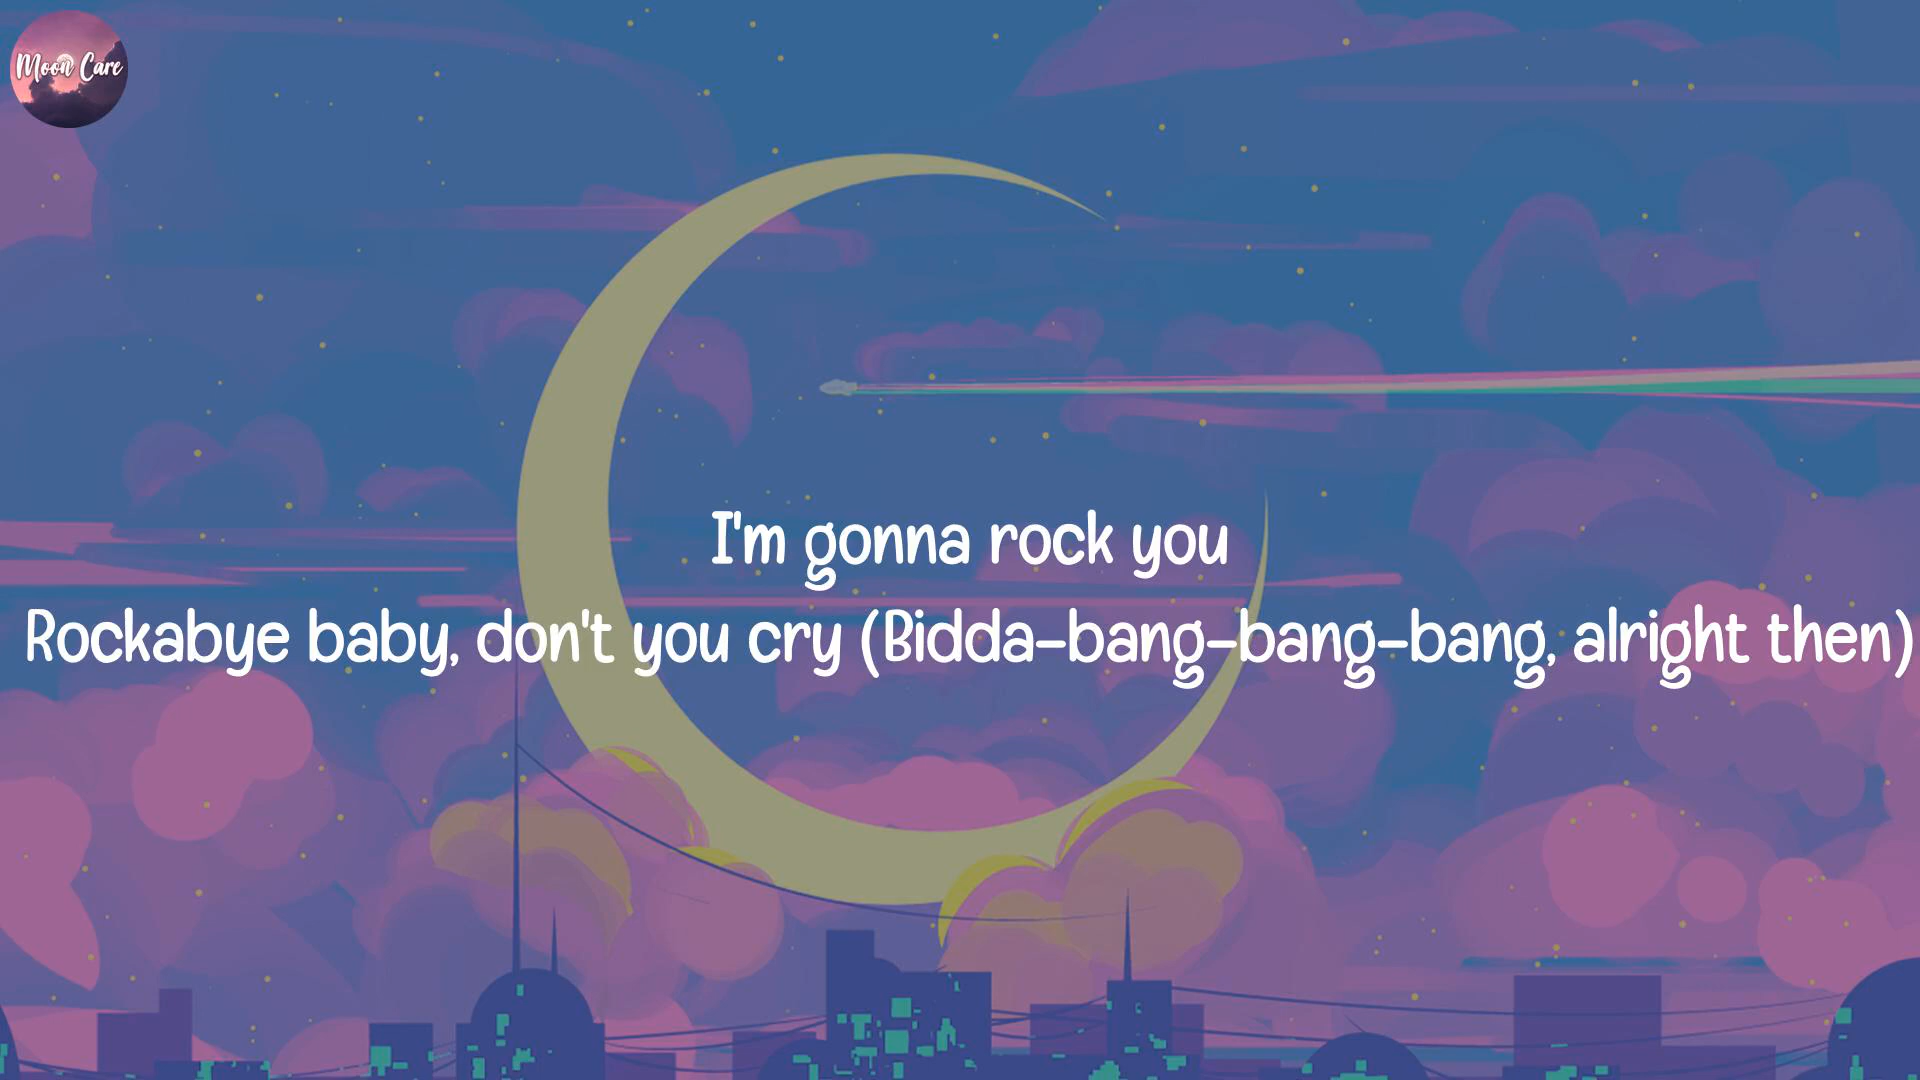 Moon Care
I'm gonna rock you
Rockabye baby, don't you cry (Bidda-bang-bang-bang, alright then)